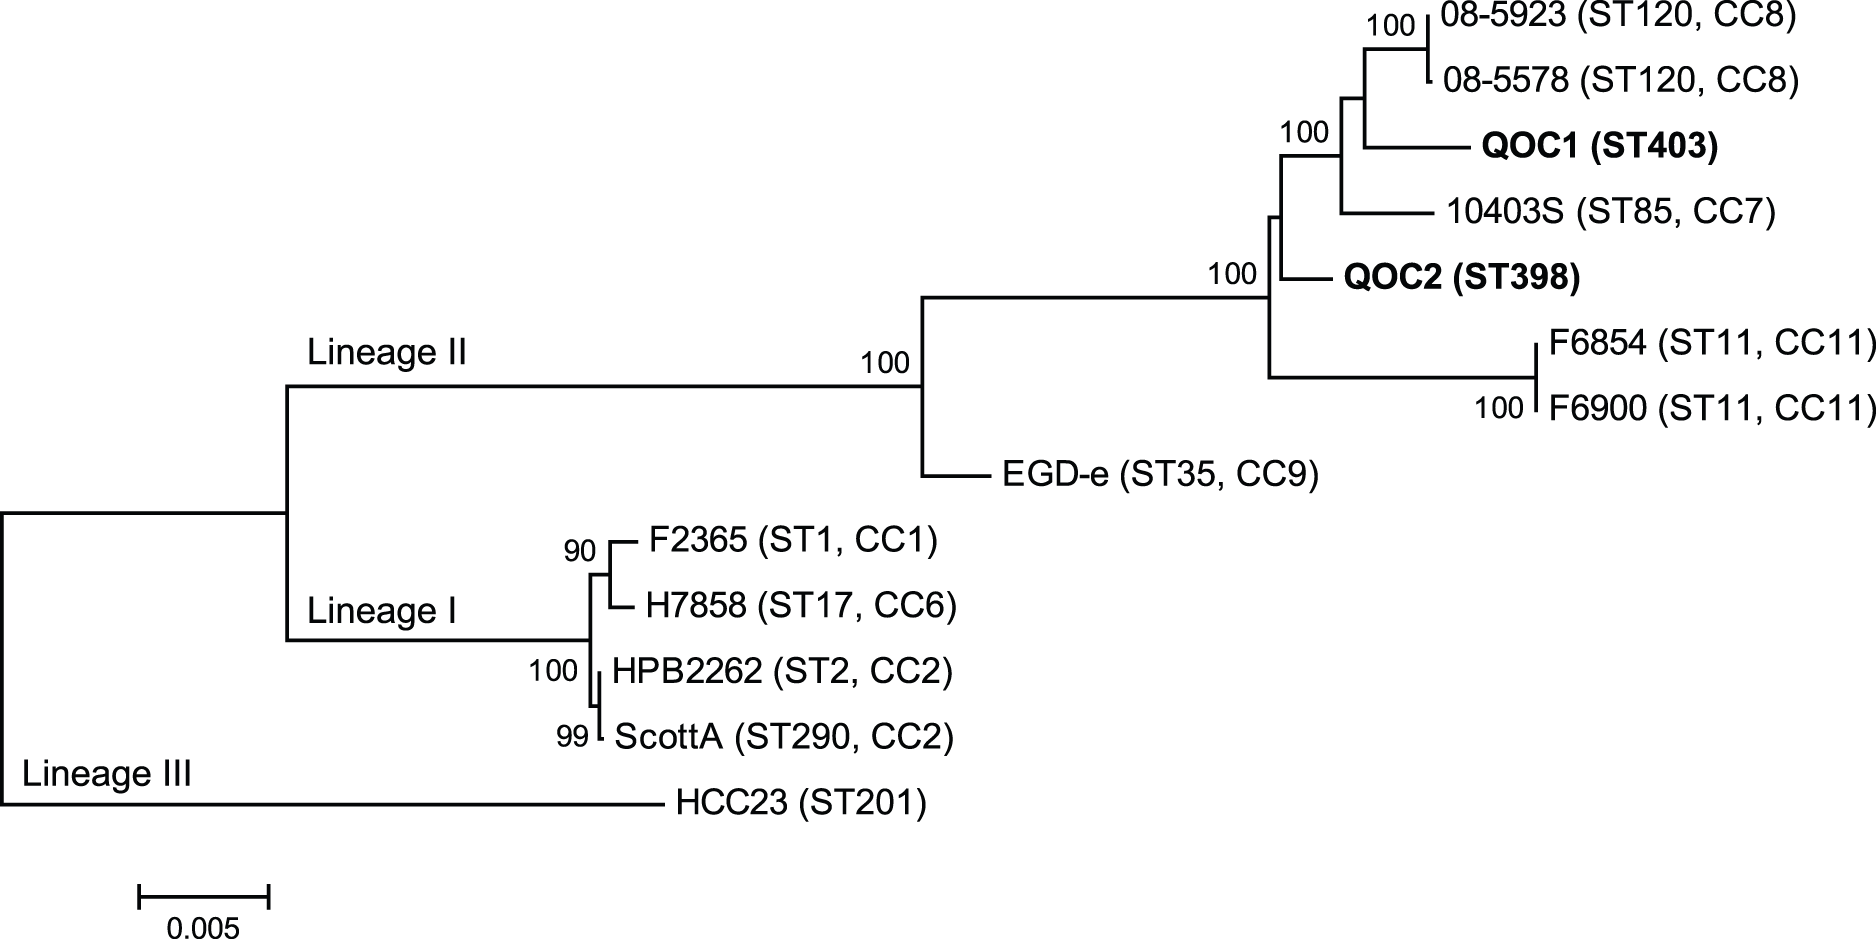 100
08-5923 (ST120, CC8)
08-5578 (ST120, CC8)
100
QOC1 (ST403)
10403S (ST85, CC7)
100
QOC2 (ST398)
Lineage II
100
F6854 (ST11, CC11)
100
F6900 (ST11, CC11)
EGD-e (ST35, CC9)
90
F2365 (ST1, CC1)
Lineage I
H7858 (ST17, CC6)
100
HPB2262 (ST2, CC2)
99
ScottA (ST290, CC2)
Lineage III
HCC23 (ST201)
0.005